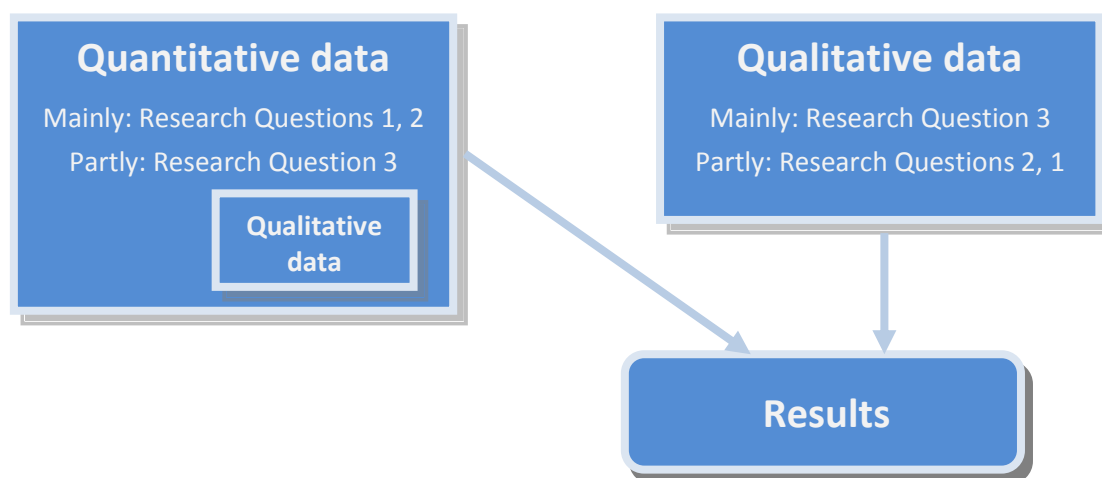 Quantitative data
Mainly: Research Questions 1, 2
Partly: Research Question 3
Qualitative
data
Qualitative data
Mainly: Research Question 3
Partly: Research Questions 2, 1
Results